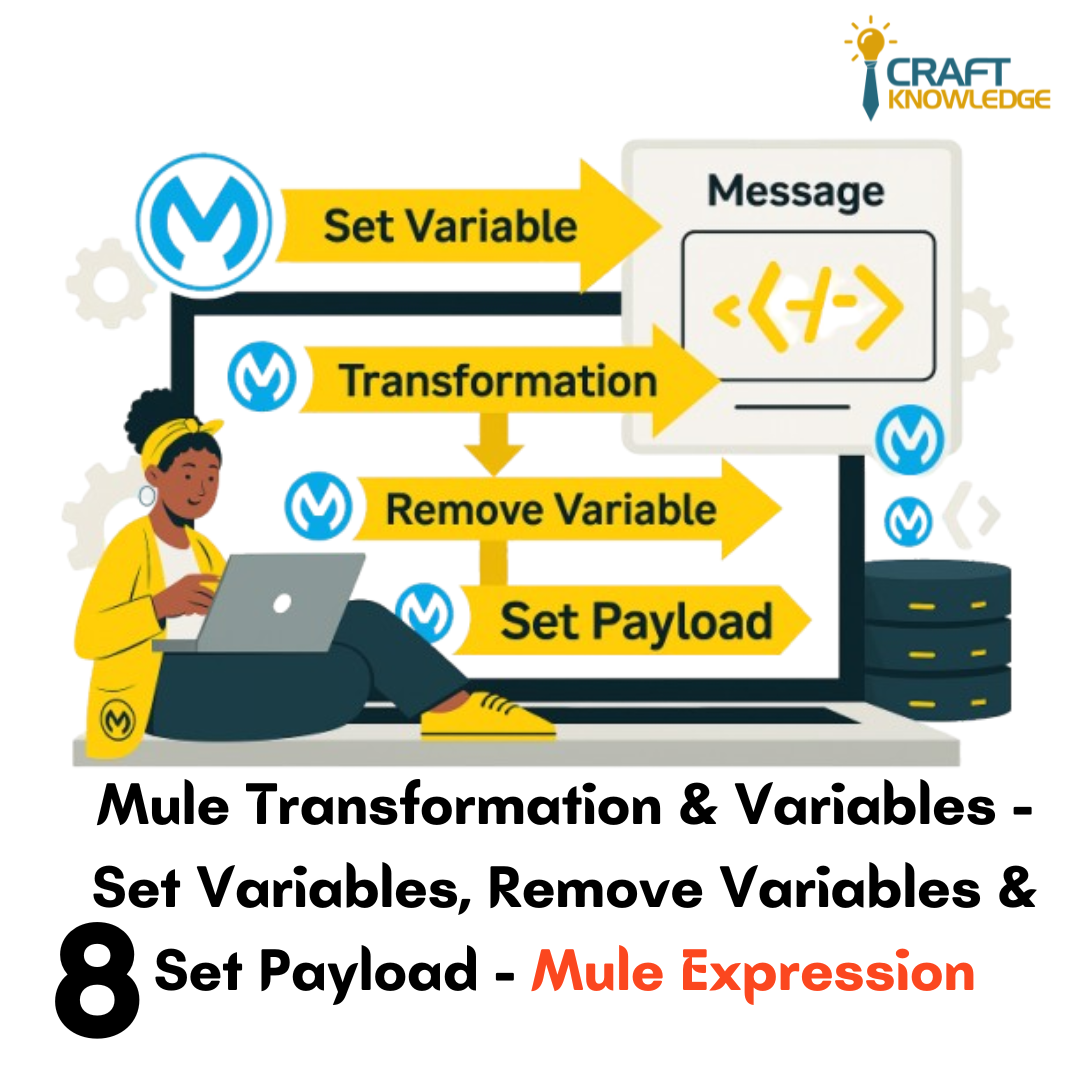 CRAFT
KNOWLEDGE
Set Variable
Message
Transformation
Remove Variable
Set Payload
Mule Transformation & Variables -
Set Variables, Remove Variables &
8 Set Payload - Mule Expression